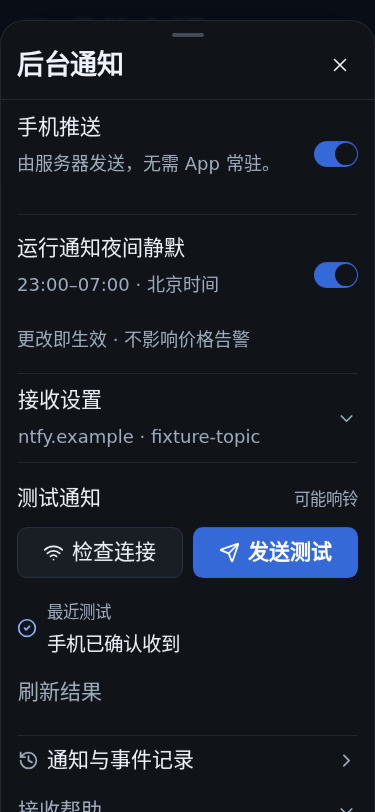 后台通知
手机推送
由服务器发送，无需 App 常驻。
运行通知夜间静默
23:00–07:00 · 北京时间
更改即生效 · 不影响价格告警
接收设置
ntfy.example · fixture-topic
测试通知
可能响铃
检查连接
发送测试
最近测试
手机已确认收到
刷新结果
通知与事件记录
接收帮助